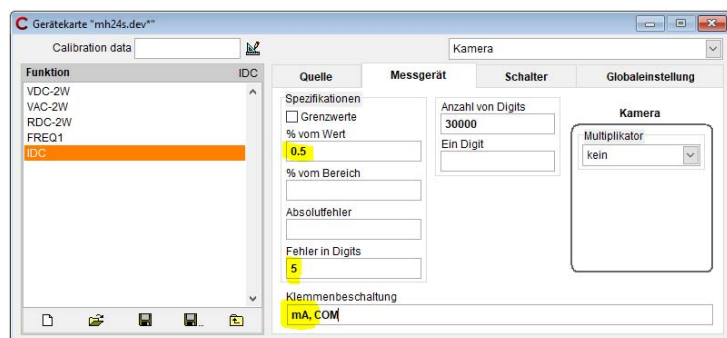 Gerätekarte "mh24s.dev*"
Calibration data
Kamera
Funktion IDC
VDC-2W
VAC-2W
RDC-2W
FREQ1
IDC
Quelle Messgerät Schalter Globaleinstellung
Spezifikationen
Grenzwerte
% vom Wert
0.5
% vom Bereich
Absolutfehler
Fehler in Digits
5
Anzahl von Digits
30000
Ein Digit
Kamera
Multiplikator
kein
Klemmenbeschaltung
mA, COM